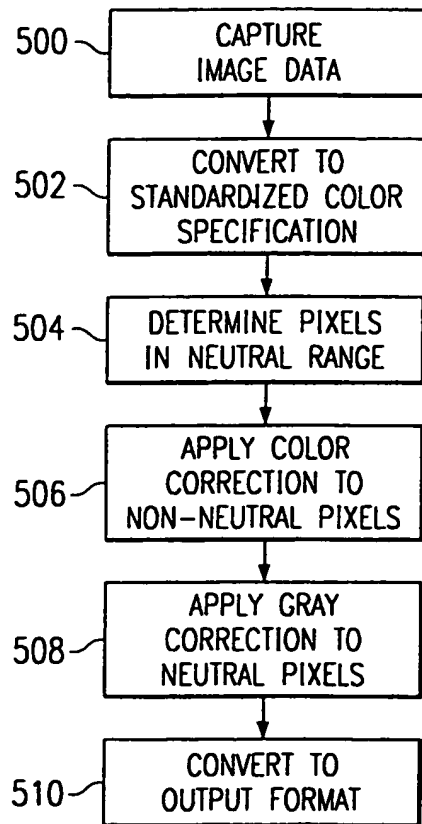 500
CAPTURE
IMAGE DATA
502
CONVERT TO
STANDARDIZED COLOR
SPECIFICATION
504
DETERMINE PIXELS
IN NEUTRAL RANGE
506
APPLY COLOR
CORRECTION TO
NON-NEUTRAL PIXELS
508
APPLY GRAY
CORRECTION TO
NEUTRAL PIXELS
510
CONVERT TO
OUTPUT FORMAT